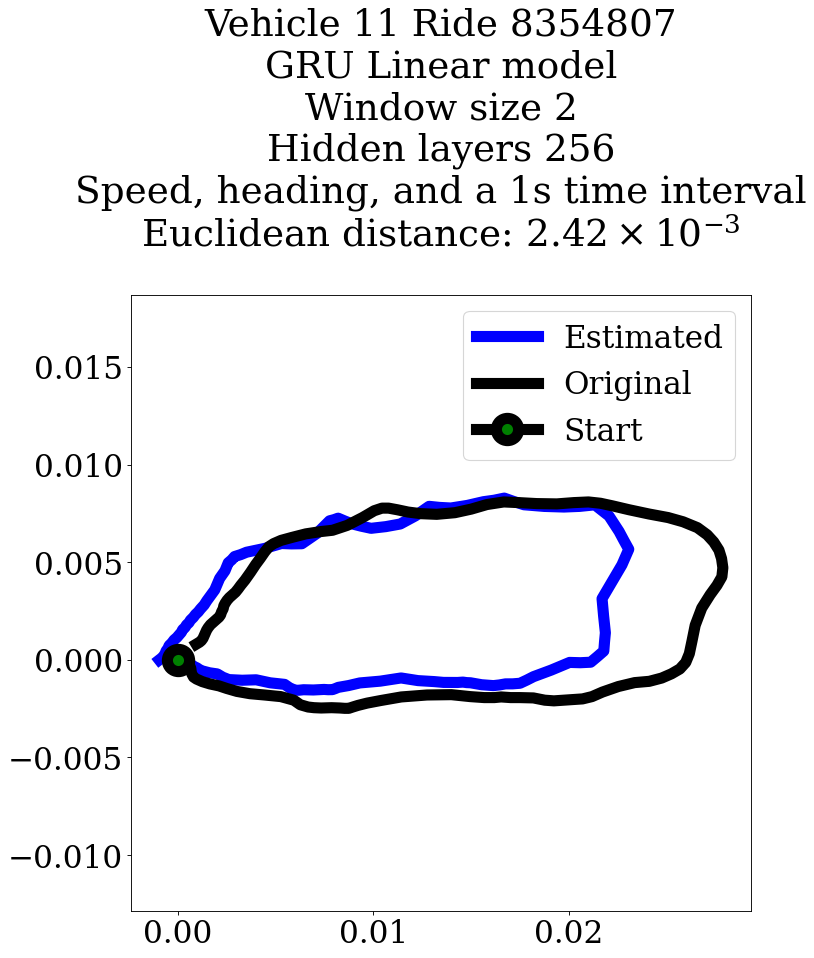 Vehicle 11 Ride 8354807
GRU Linear model
Window size 2
Hidden layers 256
Speed, heading, and a 1s time interval
Euclidean distance: 2.42 × 10⁻³
Estimated
Original
Start
0.015
0.010
0.005
0.000
−0.005
−0.010
0.00 0.01 0.02